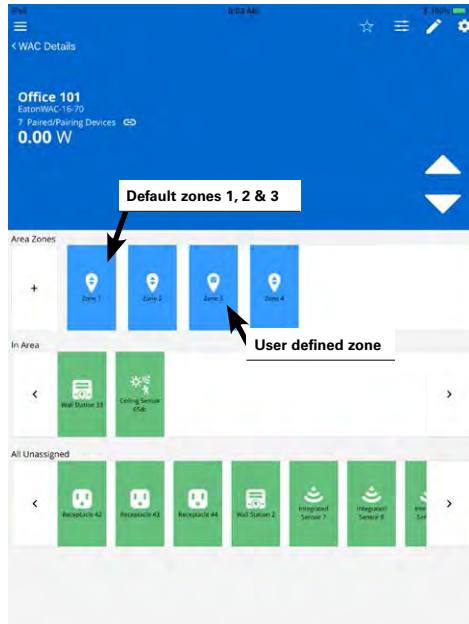 iPad 8:03 AM 100%
< WAC Details
Office 101
EatonWAC-16-70
7 Paired/Pairing Devices
0.00 W
Default zones 1, 2 & 3
Area Zones
+
Zone 1 Zone 2 Zone 3 Zone 4
User defined zone
In Area
< Wall Station 33 Ceiling Sensor >
All Unassigned
< Receptacle 42 Receptacle 43 Receptacle 44 Wall Station 2 Integrated Sensor 7 Integrated Sensor 8 >